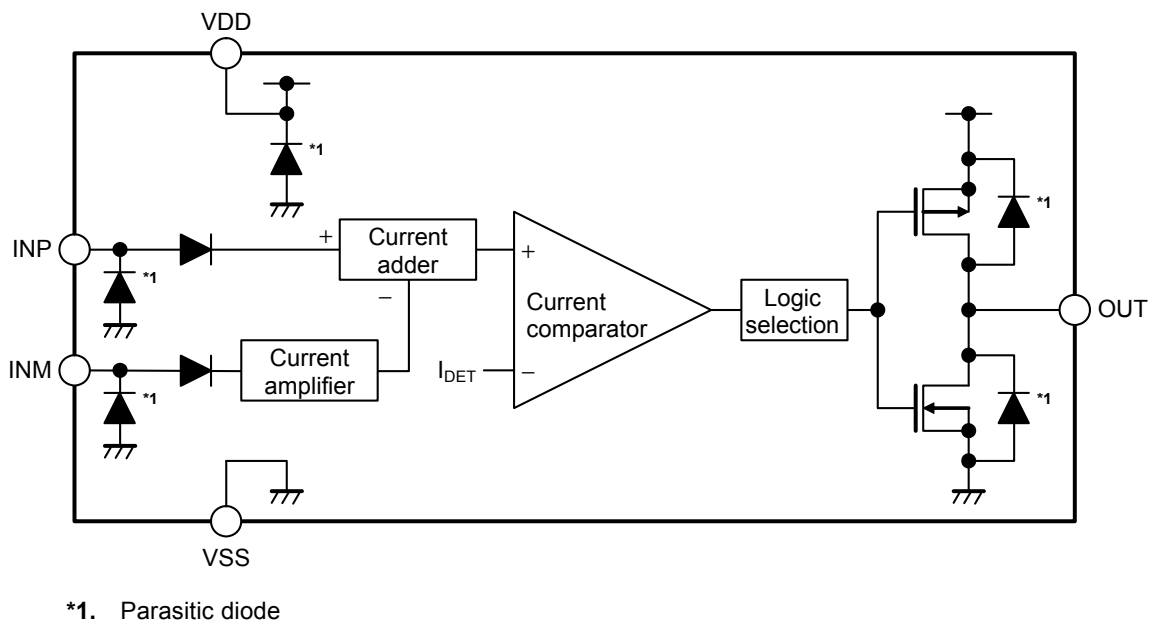 VDD
*1
INP
*1
+
Current
adder
−
INM
*1
Current
amplifier
+
Current
comparator
I_DET
−
Logic
selection
*1
OUT
*1
VSS
*1. Parasitic diode